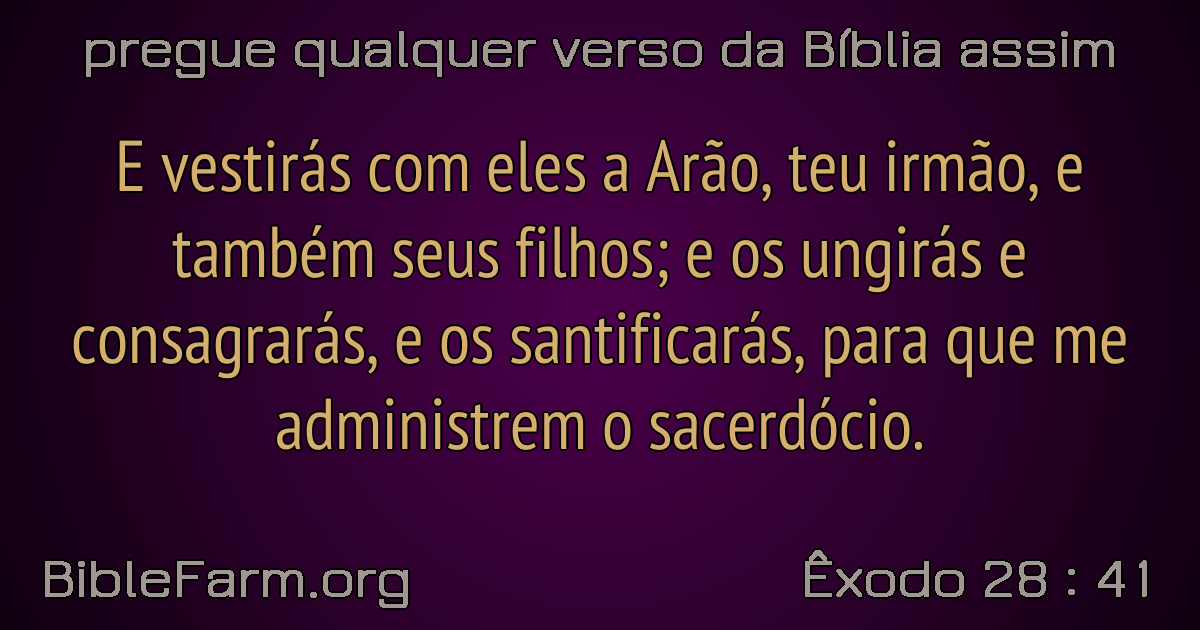 pregue qualquer verso da Bíblia assim
E vestirás com eles a Arão, teu irmão, e
também seus filhos; e os ungirás e
consagrarás, e os santificarás, para que me
administrem o sacerdócio.
BibleFarm.org
Êxodo 28 : 41